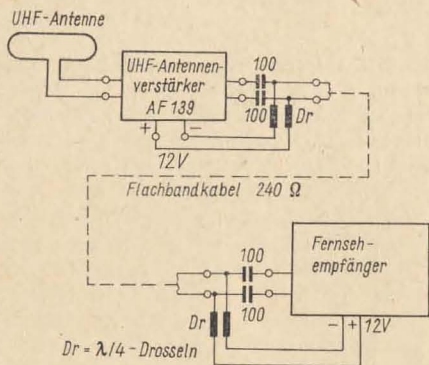 UHF-Antenne
UHF-Antennen-
verstärker
AF 139
100
100
Dr
+ –
12V
Flachbandkabel 240 Ω
100
100
Fernseh-
empfänger
Dr
– + 12V
Dr = λ/4 - Drosseln